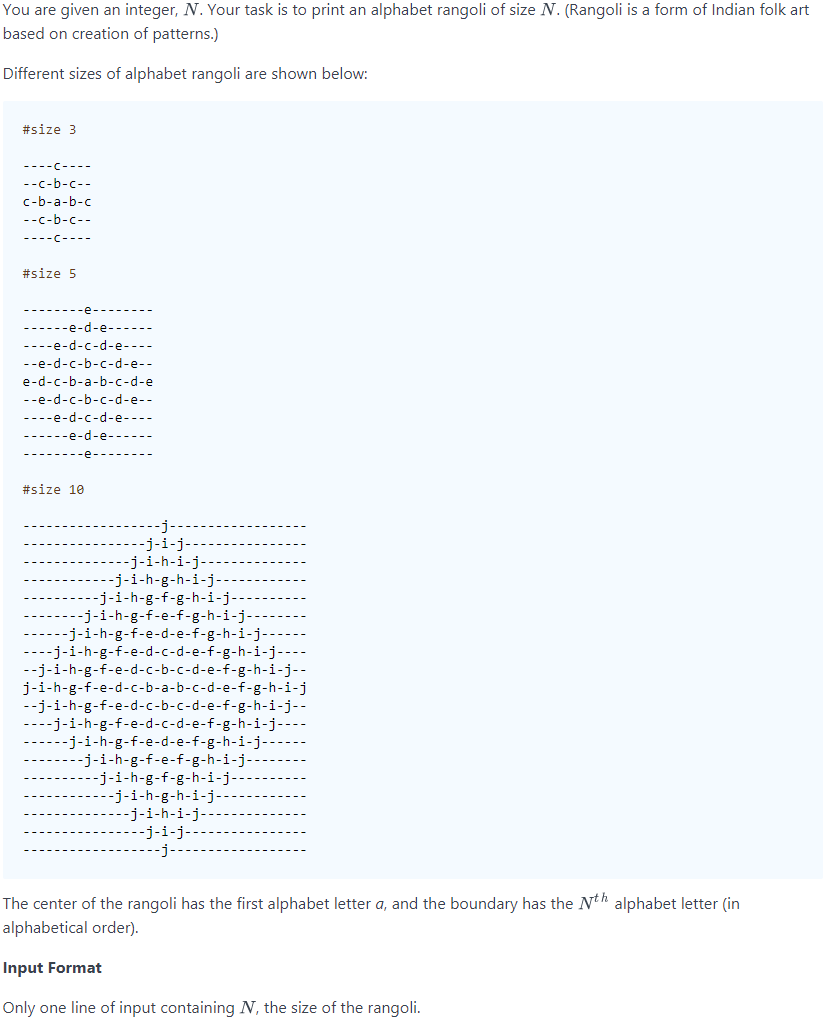 You are given an integer, N. Your task is to print an alphabet rangoli of size N. (Rangoli is a form of Indian folk art
based on creation of patterns.)
Different sizes of alphabet rangoli are shown below:
#size 3
----c----
--c-b-c--
c-b-a-b-c
--c-b-c--
----c----
#size 5
--------e--------
------e-d-e------
----e-d-c-d-e----
--e-d-c-b-c-d-e--
e-d-c-b-a-b-c-d-e
--e-d-c-b-c-d-e--
----e-d-c-d-e----
------e-d-e------
--------e--------
#size 10
------------------j------------------
----------------j-i-j----------------
--------------j-i-h-i-j--------------
------------j-i-h-g-h-i-j------------
----------j-i-h-g-f-g-h-i-j----------
--------j-i-h-g-f-e-f-g-h-i-j--------
------j-i-h-g-f-e-d-e-f-g-h-i-j------
----j-i-h-g-f-e-d-c-d-e-f-g-h-i-j----
--j-i-h-g-f-e-d-c-b-c-d-e-f-g-h-i-j--
j-i-h-g-f-e-d-c-b-a-b-c-d-e-f-g-h-i-j
--j-i-h-g-f-e-d-c-b-c-d-e-f-g-h-i-j--
----j-i-h-g-f-e-d-c-d-e-f-g-h-i-j----
------j-i-h-g-f-e-d-e-f-g-h-i-j------
--------j-i-h-g-f-e-f-g-h-i-j--------
----------j-i-h-g-f-g-h-i-j----------
------------j-i-h-g-h-i-j------------
--------------j-i-h-i-j--------------
----------------j-i-j----------------
------------------j------------------
The center of the rangoli has the first alphabet letter a, and the boundary has the Nth alphabet letter (in
alphabetical order).
Input Format
Only one line of input containing N, the size of the rangoli.